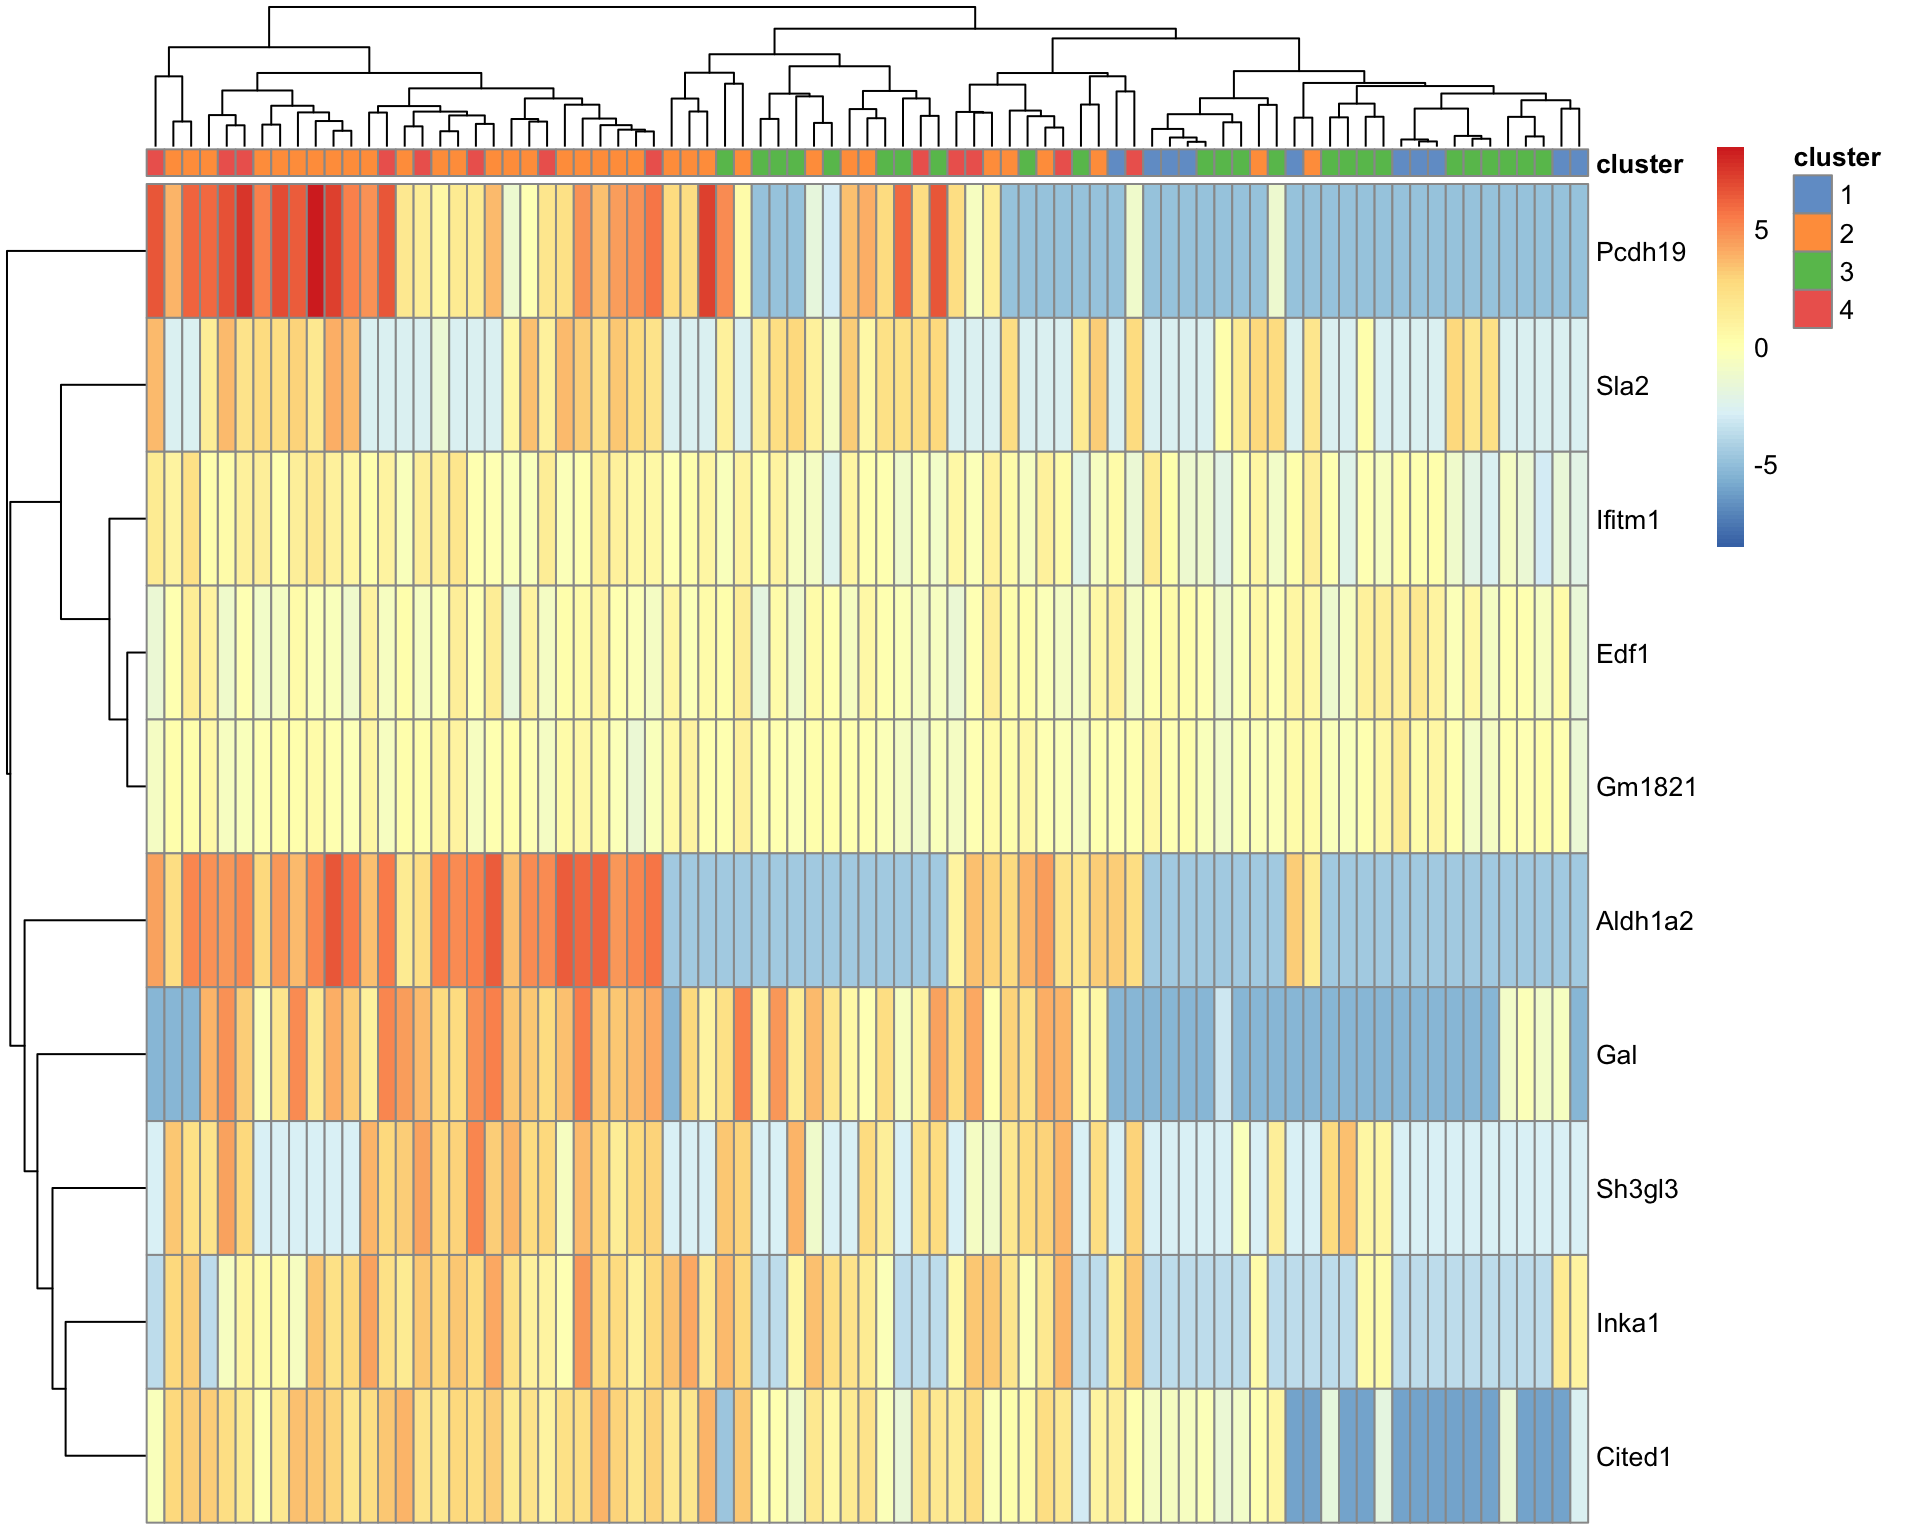 cluster
Pcdh19
Sla2
Ifitm1
Edf1
Gm1821
Aldh1a2
Gal
Sh3gl3
Inka1
Cited1
5
0
-5
cluster
1
2
3
4